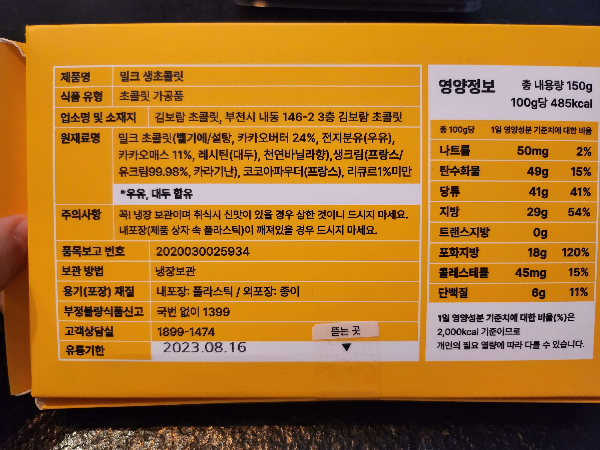 제품명 밀크 생초콜릿
식품 유형 초콜릿 가공품
업소명 및 소재지 김보람 초콜릿, 부천시 내동 146-2 3층 김보람 초콜릿
원재료명 밀크 초콜릿(벨기에/설탕, 카카오버터 24%, 전지분유(우유),
카카오매스 11%, 레시틴(대두), 천연바닐라향),생크림(프랑스/
유크림99.98%, 카라기난), 코코아파우더(프랑스), 리큐르1%미만
*우유, 대두 함유
주의사항 꼭! 냉장 보관이며 취식시 신맛이 있을 경우 상한 것이니 드시지 마세요.
내포장(제품 상자 속 플라스틱)이 깨져있을 경우 드시지 마세요.
품목보고 번호 2020030025934
보관 방법 냉장보관
용기(포장) 재질 내포장: 플라스틱 / 외포장: 종이
부정불량식품신고 국번 없이 1399
고객상담실 1899-1474
뜯는 곳
▼
유통기한 2023.08.16
영양정보 총 내용량 150g
100g당 485kcal
총 100g당 1일 영양성분 기준치에 대한 비율
나트륨 50mg 2%
탄수화물 49g 15%
당류 41g 41%
지방 29g 54%
트랜스지방 0g
포화지방 18g 120%
콜레스테롤 45mg 15%
단백질 6g 11%
1일 영양성분 기준치에 대한 비율(%)은
2,000kcal 기준이므로
개인의 필요 열량에 따라 다를 수 있습니다.